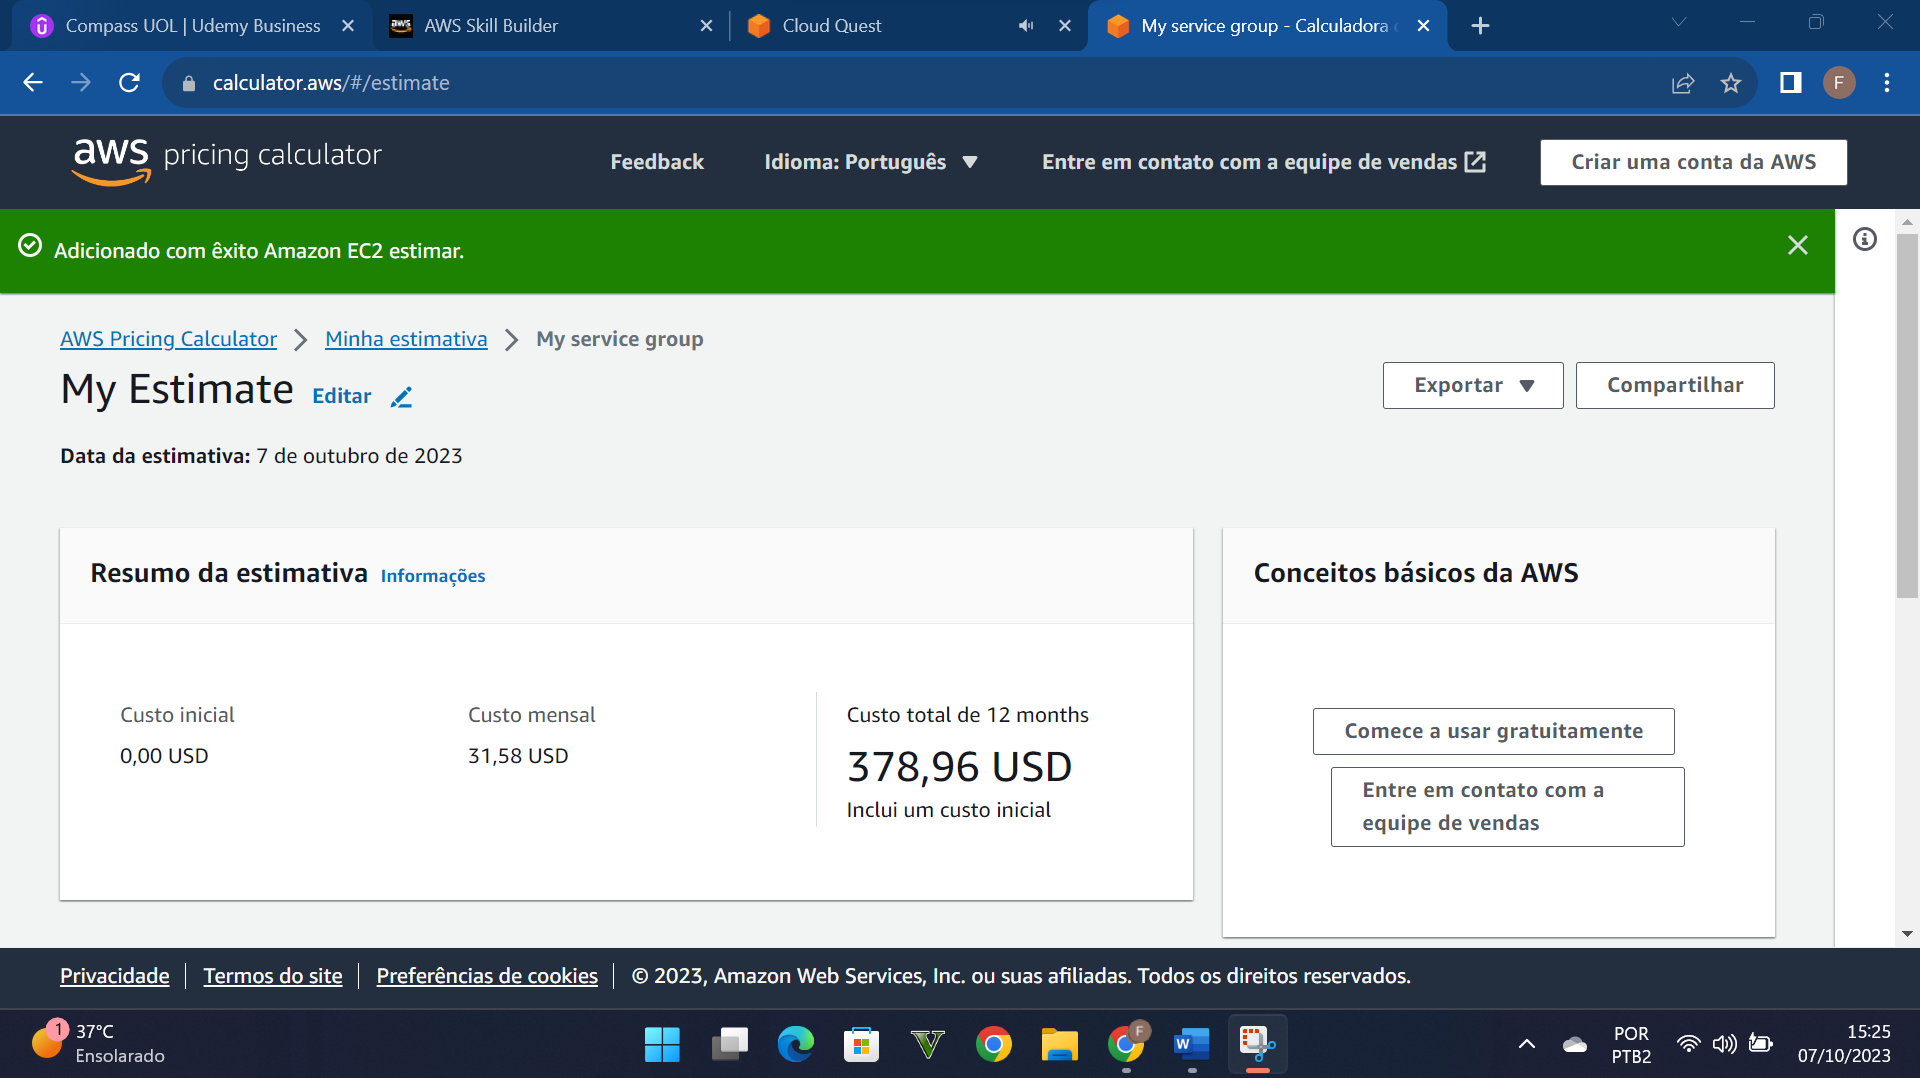 Compass UOL | Udemy Business
AWS Skill Builder
Cloud Quest
My service group - Calculadora
calculator.aws/#/estimate
F
aws pricing calculator
Feedback
Idioma: Português
Entre em contato com a equipe de vendas
Criar uma conta da AWS
Adicionado com êxito Amazon EC2 estimar.
AWS Pricing Calculator
Minha estimativa
My service group
My Estimate
Editar
Exportar
Compartilhar
Data da estimativa: 7 de outubro de 2023
Resumo da estimativa
Informações
Conceitos básicos da AWS
Custo inicial
0,00 USD
Custo mensal
31,58 USD
Custo total de 12 months
378,96 USD
Inclui um custo inicial
Comece a usar gratuitamente
Entre em contato com a
equipe de vendas
Privacidade
Termos do site
Preferências de cookies
© 2023, Amazon Web Services, Inc. ou suas afiliadas. Todos os direitos reservados.
1
37°C
Ensolarado
F
W
POR
PTB2
15:25
07/10/2023